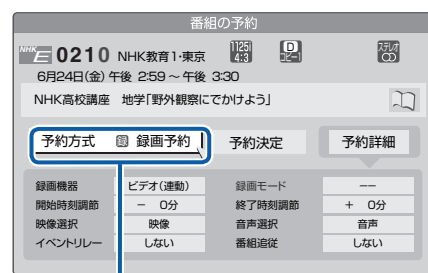 番組の予約
NHK E 0210 NHK教育1・東京 1125i 4:3 D コピー1 ステレオ
6月24日(金) 午後 2:59 ~ 午後 3:30
NHK高校講座 地学「野外観察にでかけよう」
予約方式 録画予約 予約決定 予約詳細
録画機器 ビデオ(連動) 録画モード --
開始時刻調節 - 0分 終了時刻調節 + 0分
映像選択 映像 音声選択 音声
イベントリレー しない 番組追従 しない